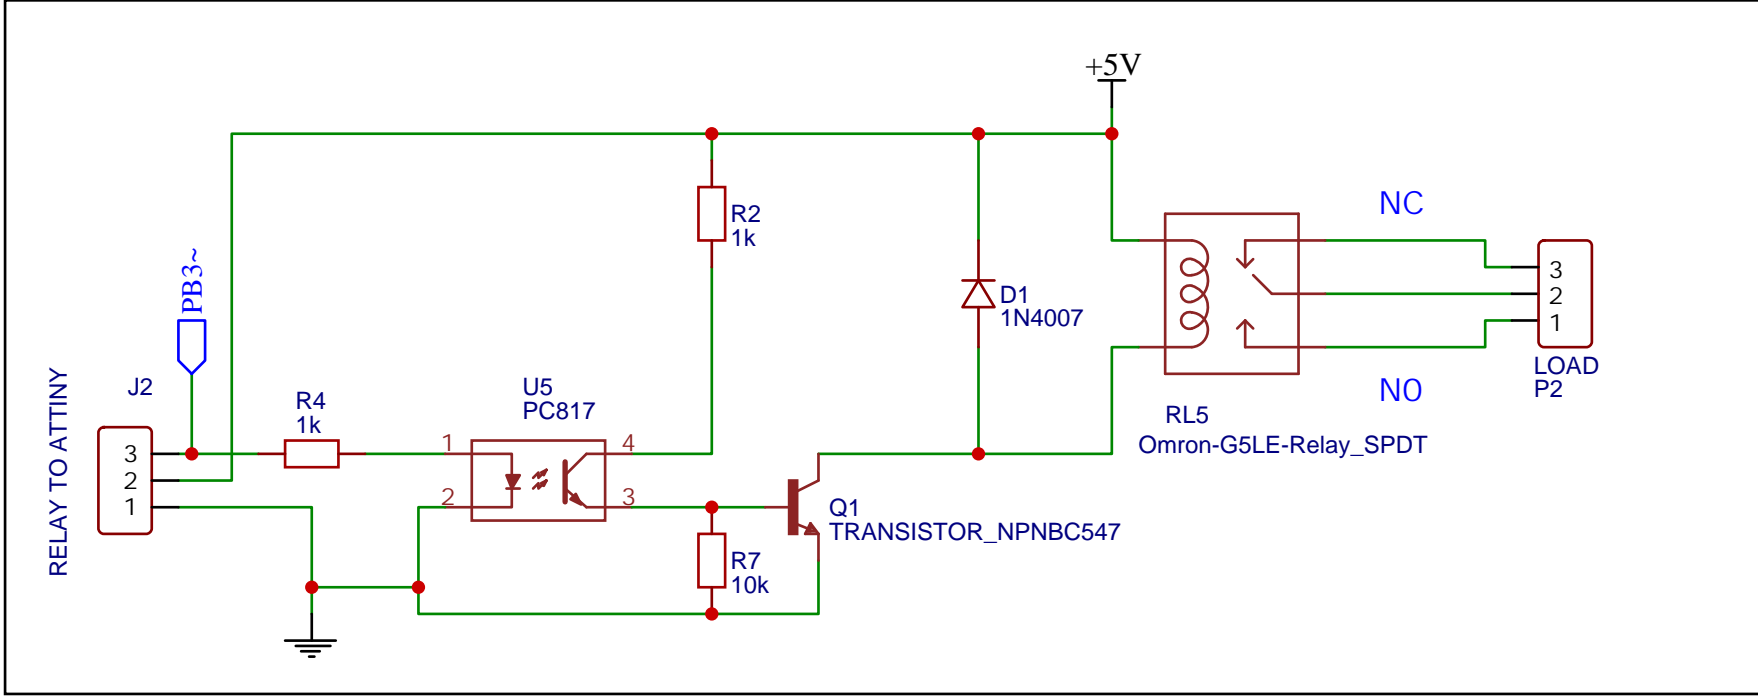 +5V
NC
R2
1k
PB3~
D1
1N4007
3
2
1
LOAD
P2
N0
RELAY TO ATTINY
J2
R4
1k
U5
PC817
RL5
Omron-G5LE-Relay_SPDT
3
2
1
1
2
4
3
Q1
TRANSISTOR_NPNBC547
R7
10k